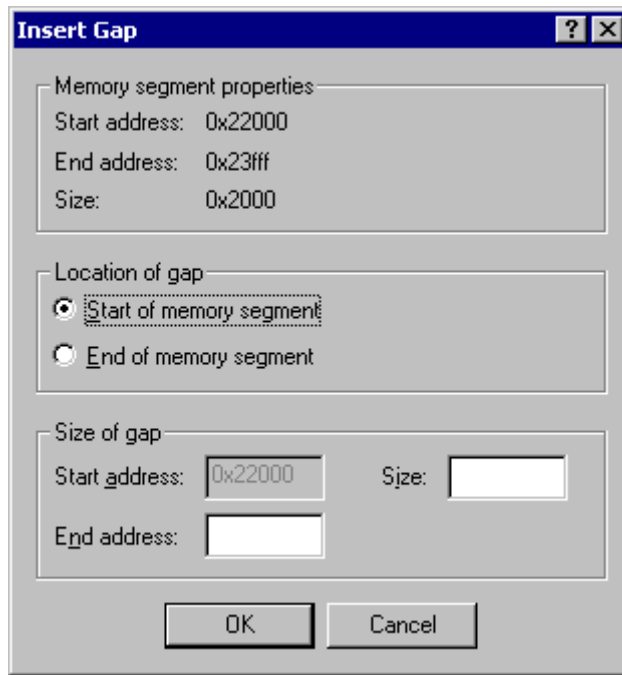 Insert Gap
Memory segment properties
Start address: 0x22000
End address: 0x23fff
Size: 0x2000
Location of gap
Start of memory segment
End of memory segment
Size of gap
Start address: 0x22000 Size:
End address:
OK Cancel